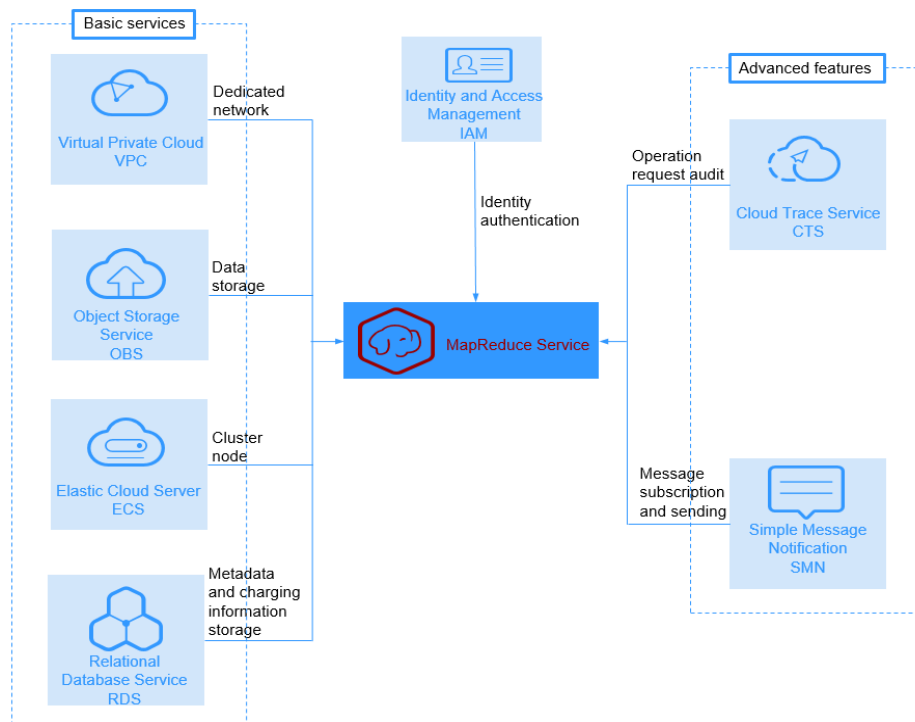 Basic services
Virtual Private Cloud
VPC
Dedicated
network
Object Storage
Service
OBS
Data
storage
Elastic Cloud Server
ECS
Cluster
node
Relational
Database Service
RDS
Metadata
and charging
information
storage
Identity and Access
Management
IAM
Identity
authentication
MapReduce Service
Advanced features
Operation
request audit
Cloud Trace Service
CTS
Message
subscription
and sending
Simple Message
Notification
SMN